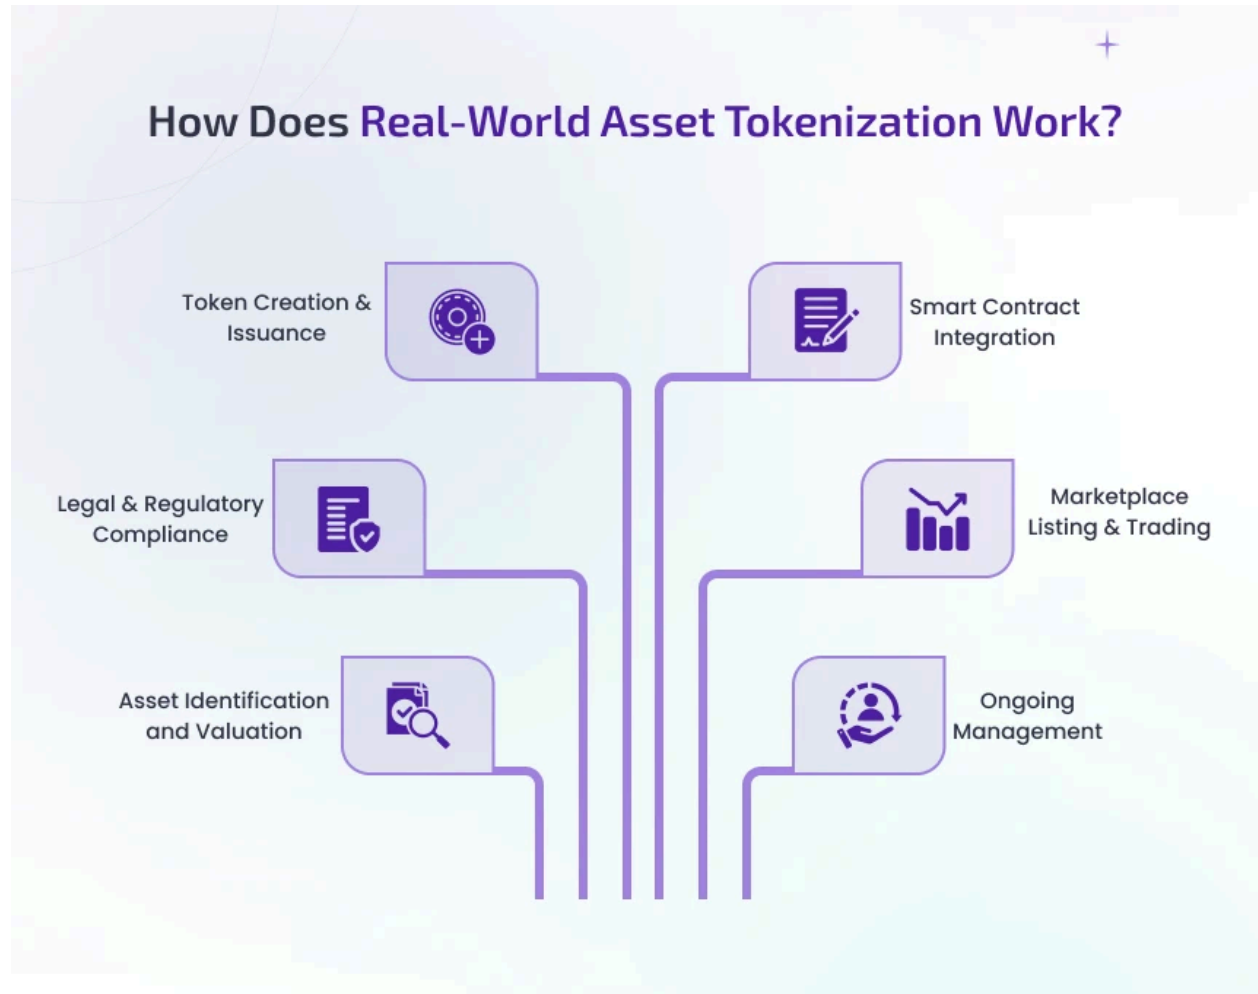 How Does Real-World Asset Tokenization Work?
Token Creation &
Issuance
Smart Contract
Integration
Legal & Regulatory
Compliance
Marketplace
Listing & Trading
Asset Identification
and Valuation
Ongoing
Management